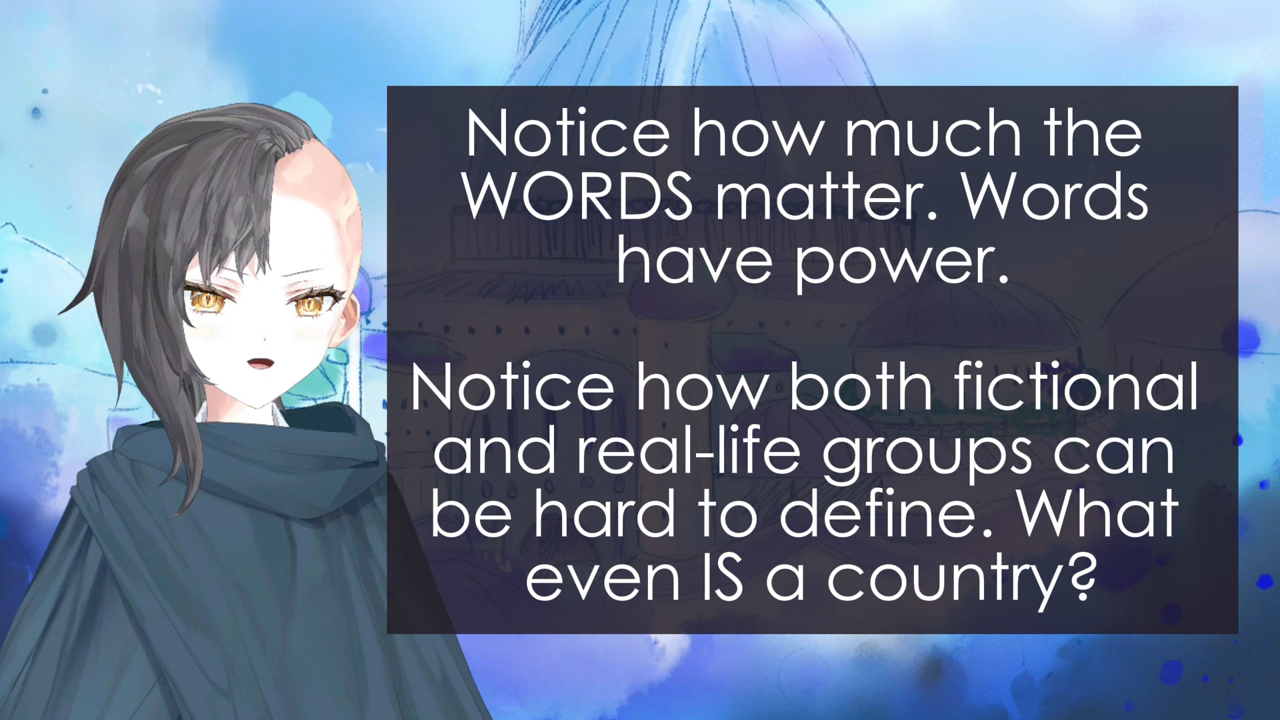 Notice how much the
WORDS matter. Words
have power.
Notice how both fictional
and real-life groups can
be hard to define. What
even IS a country?